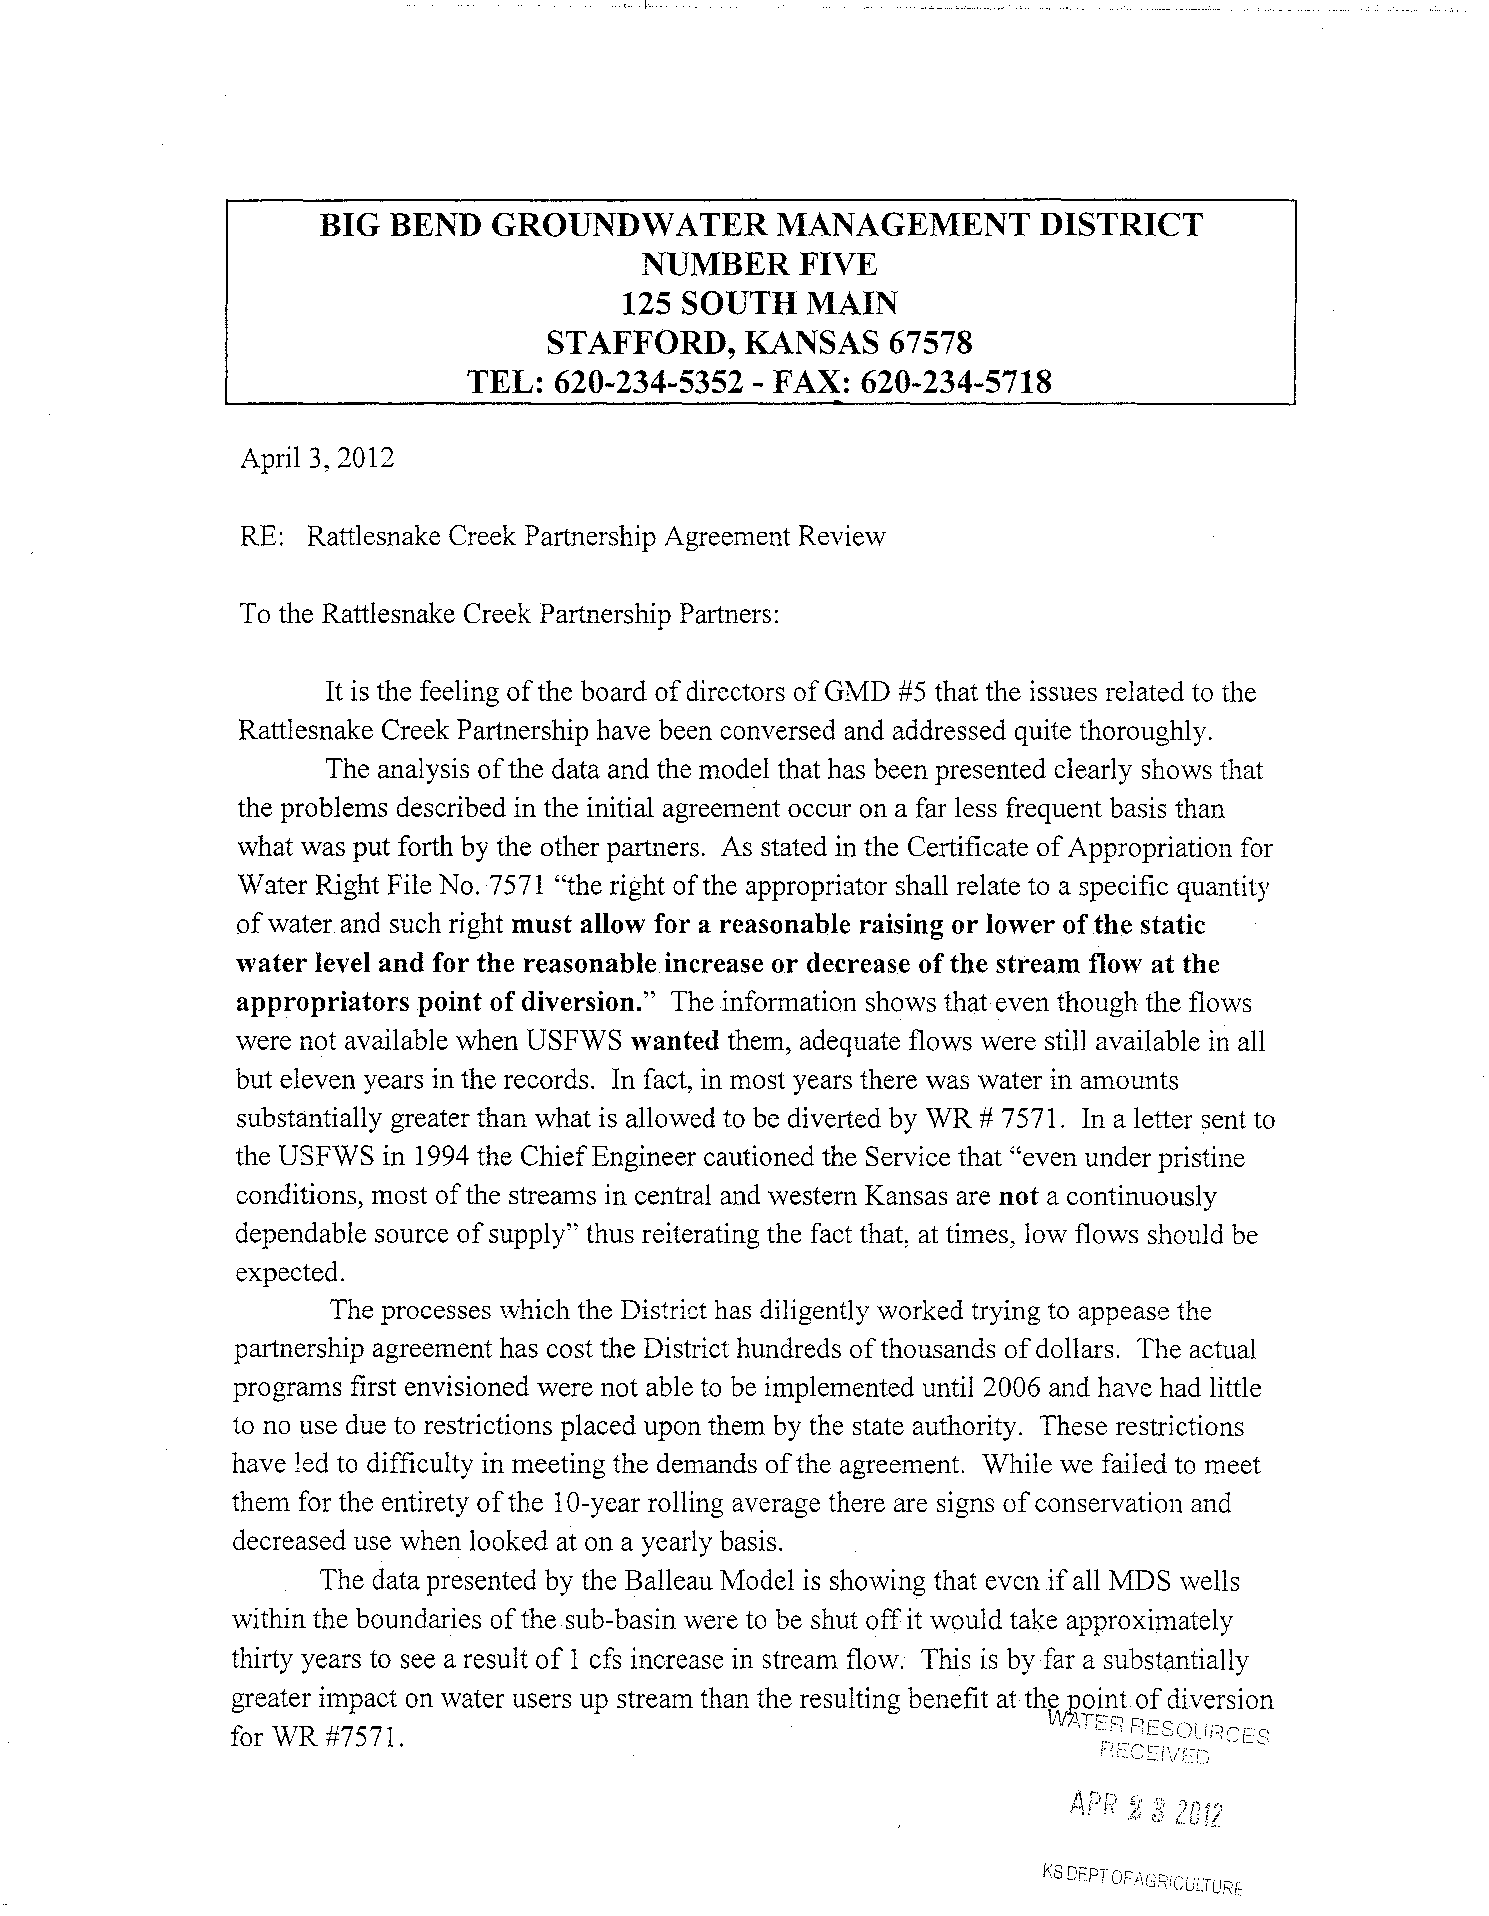 BIG BEND GROUNDWATER MANAGEMENT DISTRICT
NUMBER FIVE
125 SOUTH MAIN
STAFFORD, KANSAS 67578
TEL: 620-234-5352 - FAX: 620-234-5718
April 3, 2012
RE: Rattlesnake Creek Partnership Agreement Review
To the Rattlesnake Creek Partnership Partners:
It is the feeling of the board of directors of GMD #5 that the issues related to the
Rattlesnake Creek Partnership have been conversed and addressed quite thoroughly.
The analysis of the data and the model that has been presented clearly shows that
the problems described in the initial agreement occur on a far less frequent basis than
what was put forth by the other partners. As stated in the Certificate of Appropriation for
Water Right File No. 7571 “the right of the appropriator shall relate to a specific quantity
of water and such right must allow for a reasonable raising or lower of the static
water level and for the reasonable increase or decrease of the stream flow at the
appropriators point of diversion.” The information shows that even though the flows
were not available when USFWS wanted them, adequate flows were still available in all
but eleven years in the records. In fact, in most years there was water in amounts
substantially greater than what is allowed to be diverted by WR # 7571. In a letter sent to
the USFWS in 1994 the Chief Engineer cautioned the Service that “even under pristine
conditions, most of the streams in central and western Kansas are not a continuously
dependable source of supply” thus reiterating the fact that, at times, low flows should be
expected.
The processes which the District has diligently worked trying to appease the
partnership agreement has cost the District hundreds of thousands of dollars. The actual
programs first envisioned were not able to be implemented until 2006 and have had little
to no use due to restrictions placed upon them by the state authority. These restrictions
have led to difficulty in meeting the demands of the agreement. While we failed to meet
them for the entirety of the 10-year rolling average there are signs of conservation and
decreased use when looked at on a yearly basis.
The data presented by the Balleau Model is showing that even if all MDS wells
within the boundaries of the sub-basin were to be shut off it would take approximately
thirty years to see a result of 1 cfs increase in stream flow. This is by far a substantially
greater impact on water users up stream than the resulting benefit at the point of diversion
for WR #7571.
WATER RESOURCES
RECEIVED
APR 2012
KS DEPT OF AGRICULTURE